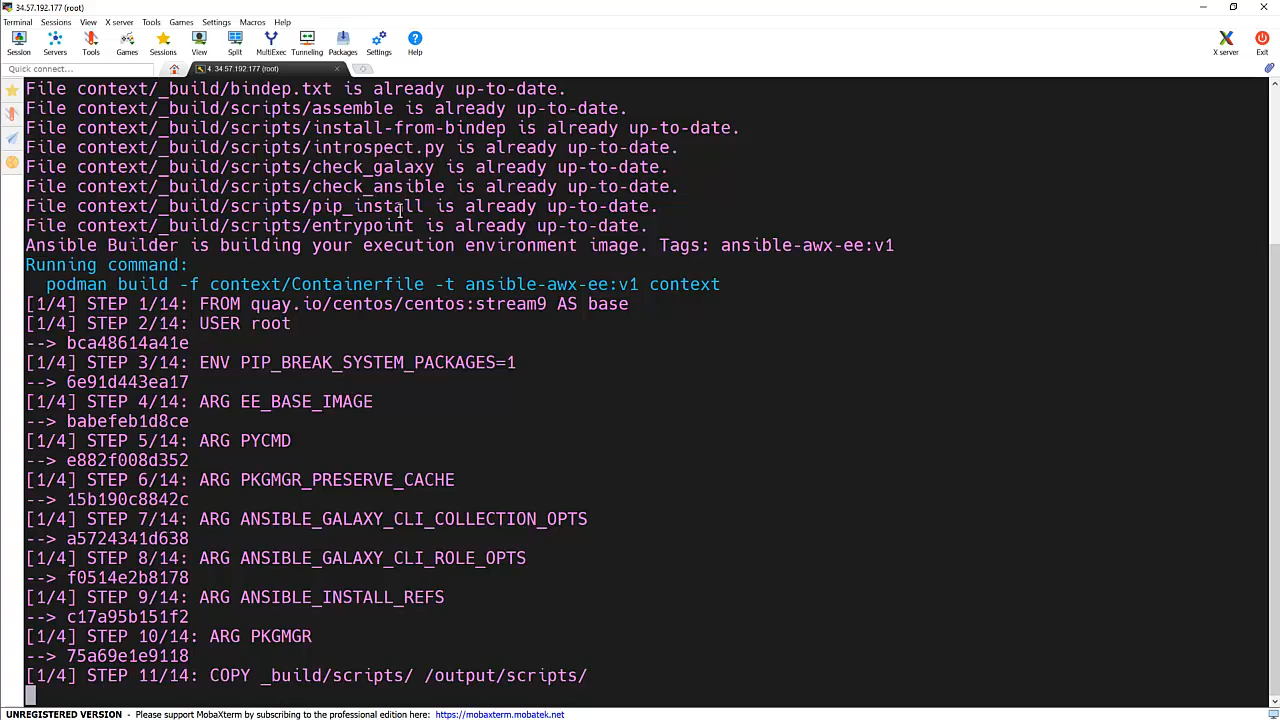 34.57.192.177 (root)
Terminal Sessions View X server Tools Games Settings Macros Help
Session Servers Tools Games Sessions View Split MultiExec Tunneling Packages Settings Help X server Exit
Quick connect...
4. 34.57.192.177 (root)
File context/_build/bindep.txt is already up-to-date.
File context/_build/scripts/assemble is already up-to-date.
File context/_build/scripts/install-from-bindep is already up-to-date.
File context/_build/scripts/introspect.py is already up-to-date.
File context/_build/scripts/check_galaxy is already up-to-date.
File context/_build/scripts/check_ansible is already up-to-date.
File context/_build/scripts/pip_install is already up-to-date.
File context/_build/scripts/entrypoint is already up-to-date.
Ansible Builder is building your execution environment image. Tags: ansible-awx-ee:v1
Running command:
podman build -f context/Containerfile -t ansible-awx-ee:v1 context
[1/4] STEP 1/14: FROM quay.io/centos/centos:stream9 AS base
[1/4] STEP 2/14: USER root
--> bca48614a41e
[1/4] STEP 3/14: ENV PIP_BREAK_SYSTEM_PACKAGES=1
--> 6e91d443ea17
[1/4] STEP 4/14: ARG EE_BASE_IMAGE
--> babefeb1d8ce
[1/4] STEP 5/14: ARG PYCMD
--> e882f008d352
[1/4] STEP 6/14: ARG PKGMGR_PRESERVE_CACHE
--> 15b190c8842c
[1/4] STEP 7/14: ARG ANSIBLE_GALAXY_CLI_COLLECTION_OPTS
--> a5724341d638
[1/4] STEP 8/14: ARG ANSIBLE_GALAXY_CLI_ROLE_OPTS
--> f0514e2b8178
[1/4] STEP 9/14: ARG ANSIBLE_INSTALL_REFS
--> c17a95b151f2
[1/4] STEP 10/14: ARG PKGMGR
--> 75a69e1e9118
[1/4] STEP 11/14: COPY _build/scripts/ /output/scripts/
UNREGISTERED VERSION - Please support MobaXterm by subscribing to the professional edition here: https://mobaxterm.mobatek.net